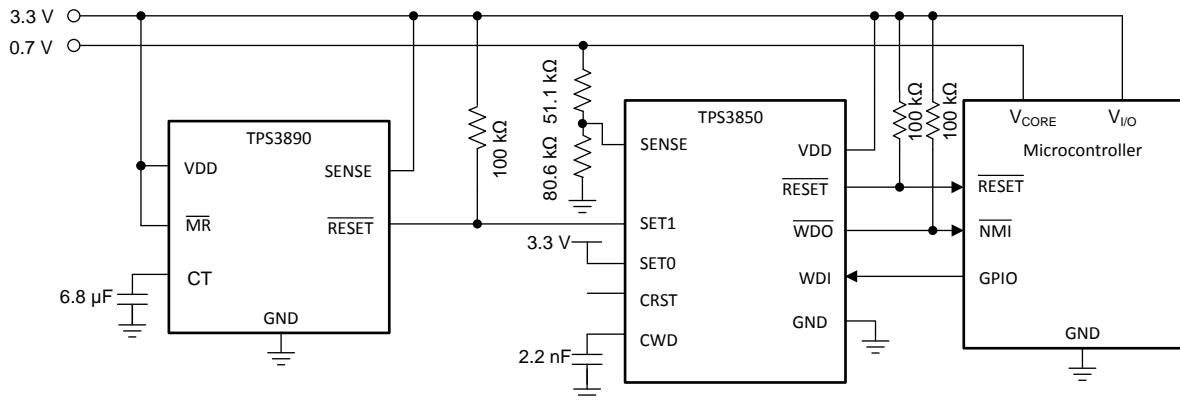 3.3 V
0.7 V
TPS3890
VDD
SENSE
MR
RESET
CT
GND
6.8 µF
100 kΩ
51.1 kΩ
80.6 kΩ
TPS3850
SENSE
VDD
RESET
SET1
WDO
3.3 V
SET0
WDI
CRST
GND
CWD
2.2 nF
100 kΩ
100 kΩ
VCORE
VI/O
Microcontroller
RESET
NMI
GPIO
GND